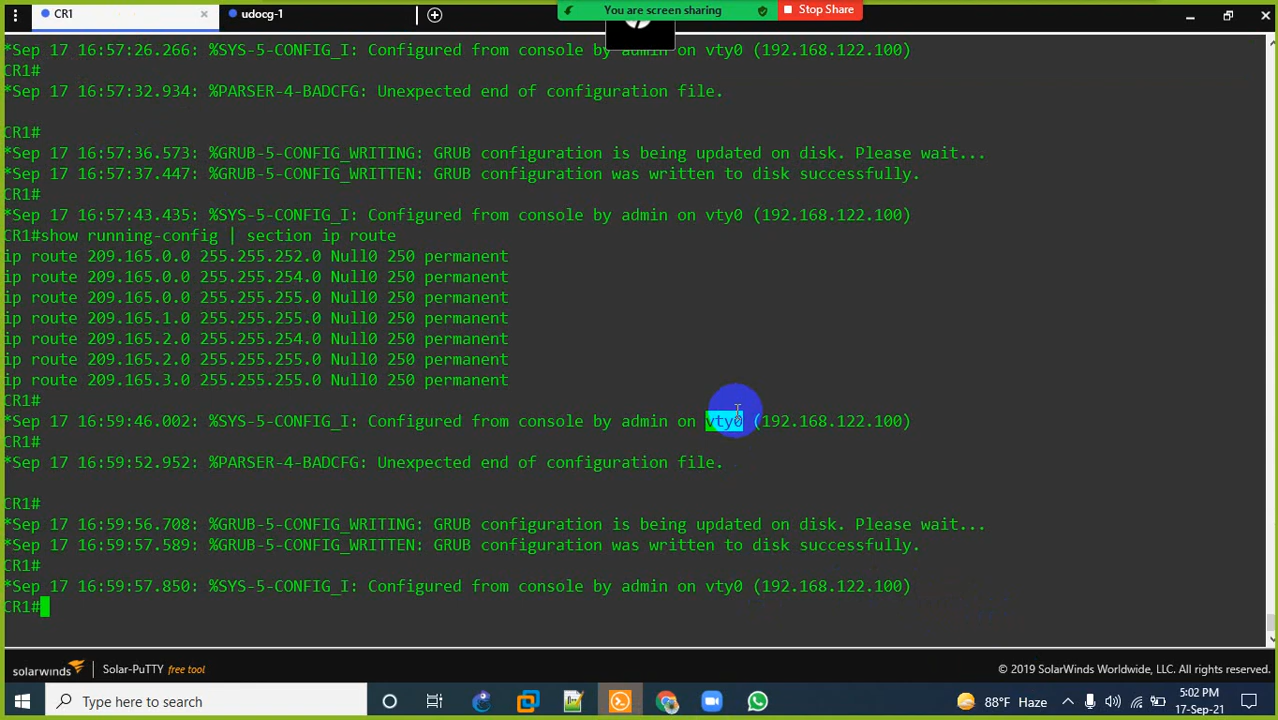 CR1
udocg-1
You are screen sharing
Stop Share
*Sep 17 16:57:26.266: %SYS-5-CONFIG_I: Configured from console by admin on vty0 (192.168.122.100)
CR1#
*Sep 17 16:57:32.934: %PARSER-4-BADCFG: Unexpected end of configuration file.
CR1#
*Sep 17 16:57:36.573: %GRUB-5-CONFIG_WRITING: GRUB configuration is being updated on disk. Please wait...
*Sep 17 16:57:37.447: %GRUB-5-CONFIG_WRITTEN: GRUB configuration was written to disk successfully.
CR1#
*Sep 17 16:57:43.435: %SYS-5-CONFIG_I: Configured from console by admin on vty0 (192.168.122.100)
CR1#show running-config | section ip route
ip route 209.165.0.0 255.255.252.0 Null0 250 permanent
ip route 209.165.0.0 255.255.254.0 Null0 250 permanent
ip route 209.165.0.0 255.255.255.0 Null0 250 permanent
ip route 209.165.1.0 255.255.255.0 Null0 250 permanent
ip route 209.165.2.0 255.255.254.0 Null0 250 permanent
ip route 209.165.2.0 255.255.255.0 Null0 250 permanent
ip route 209.165.3.0 255.255.255.0 Null0 250 permanent
CR1#
*Sep 17 16:59:46.002: %SYS-5-CONFIG_I: Configured from console by admin on vty0 (192.168.122.100)
CR1#
*Sep 17 16:59:52.952: %PARSER-4-BADCFG: Unexpected end of configuration file.
CR1#
*Sep 17 16:59:56.708: %GRUB-5-CONFIG_WRITING: GRUB configuration is being updated on disk. Please wait...
*Sep 17 16:59:57.589: %GRUB-5-CONFIG_WRITTEN: GRUB configuration was written to disk successfully.
CR1#
*Sep 17 16:59:57.850: %SYS-5-CONFIG_I: Configured from console by admin on vty0 (192.168.122.100)
CR1#
solarwinds Solar-PuTTY free tool
© 2019 SolarWinds Worldwide, LLC. All rights reserved.
Type here to search
88°F Haze
5:02 PM
17-Sep-21